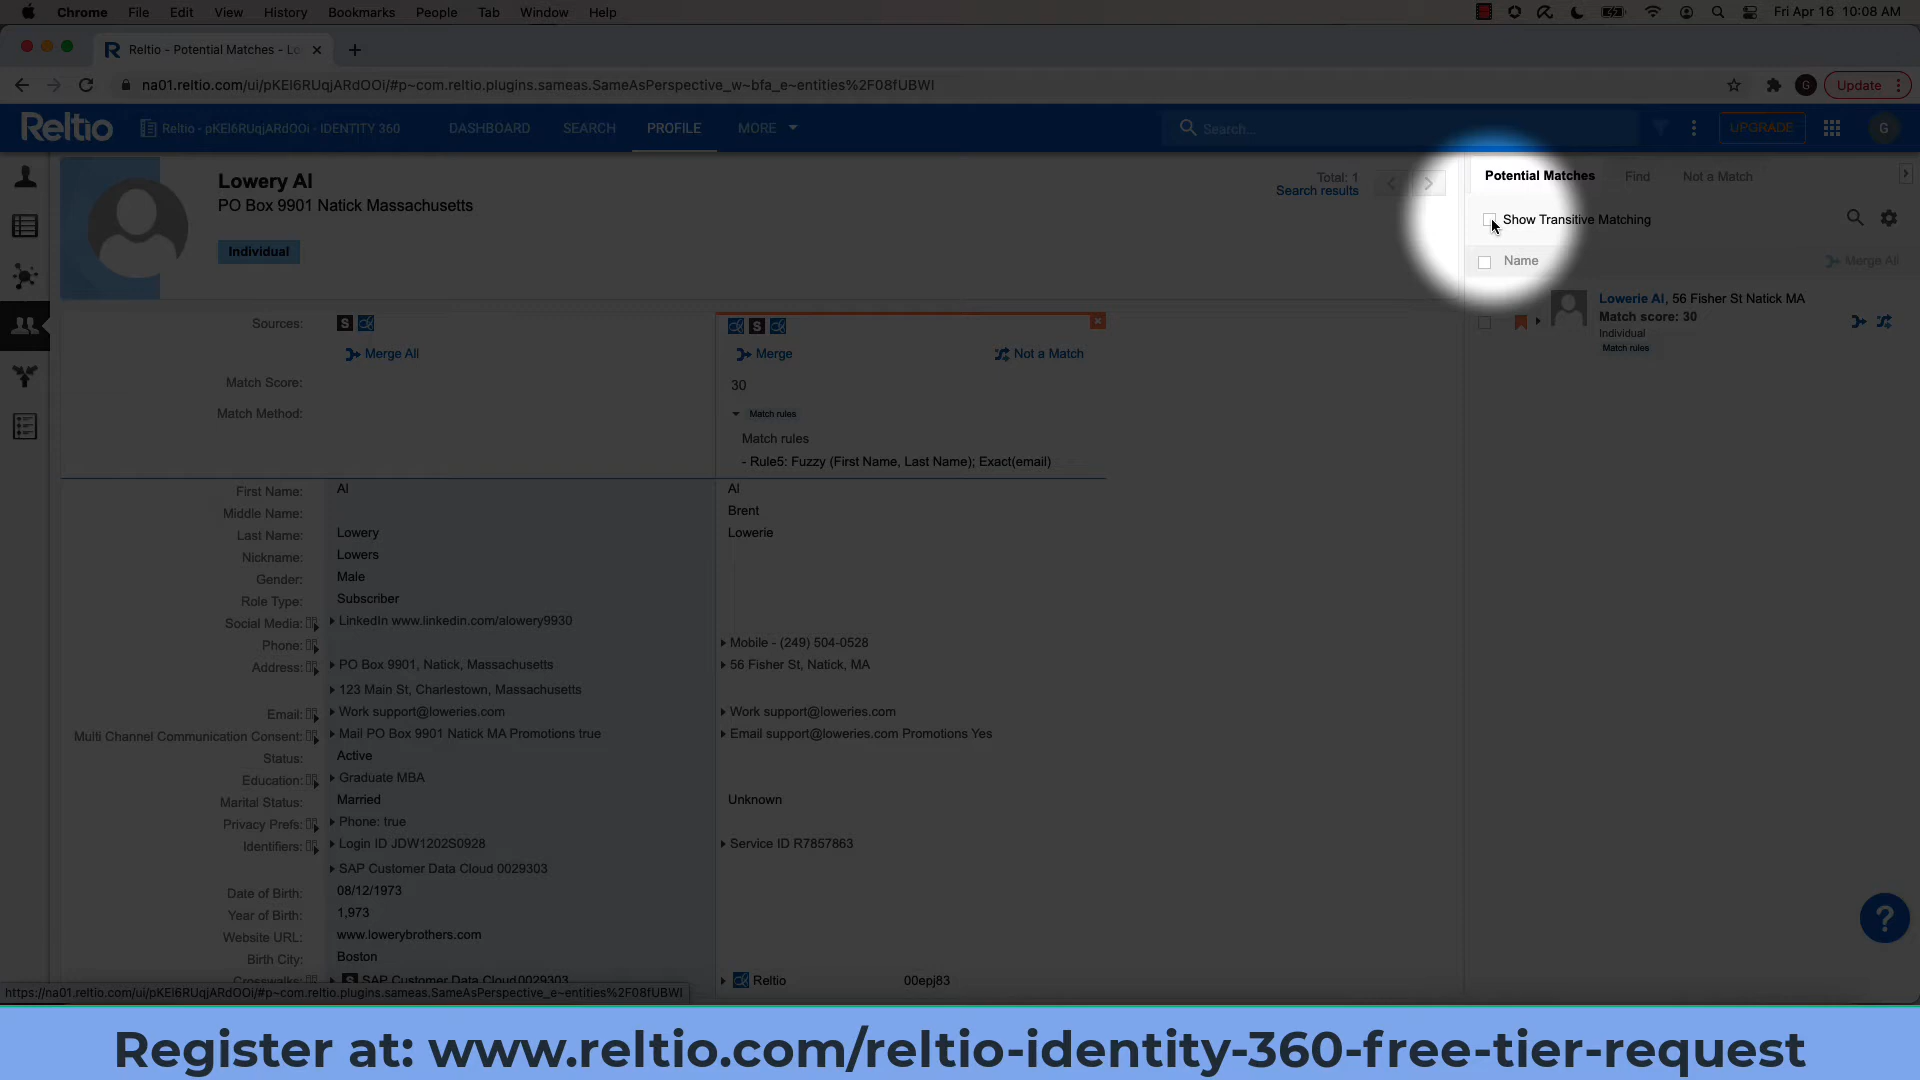 Chrome File Edit View History Bookmarks People Tab Window Help
Fri Apr 16 10:08 AM
Reltio - Potential Matches - Lo
na01.reltio.com/ui/pKEI6RUqjARdOOi/#p~com.reltio.plugins.sameas.SameAsPerspective_w~bfa_e~entities%2F08fUBWI
G
Update
Reltio
Reltio - pKEI6RUqjARdOOi - IDENTITY 360
DASHBOARD SEARCH PROFILE MORE
Search...
UPGRADE
G
Lowery Al
PO Box 9901 Natick Massachusetts
Individual
Total: 1
Search results
Potential Matches Find Not a Match
Show Transitive Matching
Name
Merge All
Lowerie Al, 56 Fisher St Natick MA
Match score: 30
Individual
Match rules
Sources: S
S
Merge All
Merge Not a Match
Match Score: 30
Match Method: Match rules
Match rules
- Rule5: Fuzzy (First Name, Last Name); Exact(email)
First Name: Al Al
Middle Name: Brent
Last Name: Lowery Lowerie
Nickname: Lowers
Gender: Male
Role Type: Subscriber
Social Media: LinkedIn www.linkedin.com/alowery9930
Phone: Mobile - (249) 504-0528
Address: PO Box 9901, Natick, Massachusetts 56 Fisher St, Natick, MA
123 Main St, Charlestown, Massachusetts
Email: Work support@loweries.com Work support@loweries.com
Multi Channel Communication Consent: Mail PO Box 9901 Natick MA Promotions true Email support@loweries.com Promotions Yes
Status: Active
Education: Graduate MBA
Marital Status: Married Unknown
Privacy Prefs: Phone: true
Identifiers: Login ID JDW1202S0928 Service ID R7857863
SAP Customer Data Cloud 0029303
Date of Birth: 08/12/1973
Year of Birth: 1,973
Website URL: www.lowerybrothers.com
Birth City: Boston
Crosswalks: S SAP Customer Data Cloud 0029303 Reltio 00epj83
https://na01.reltio.com/ui/pKEI6RUqjARdOOi/#p~com.reltio.plugins.sameas.SameAsPerspective_e~entities%2F08fUBWI
?
Register at: www.reltio.com/reltio-identity-360-free-tier-request